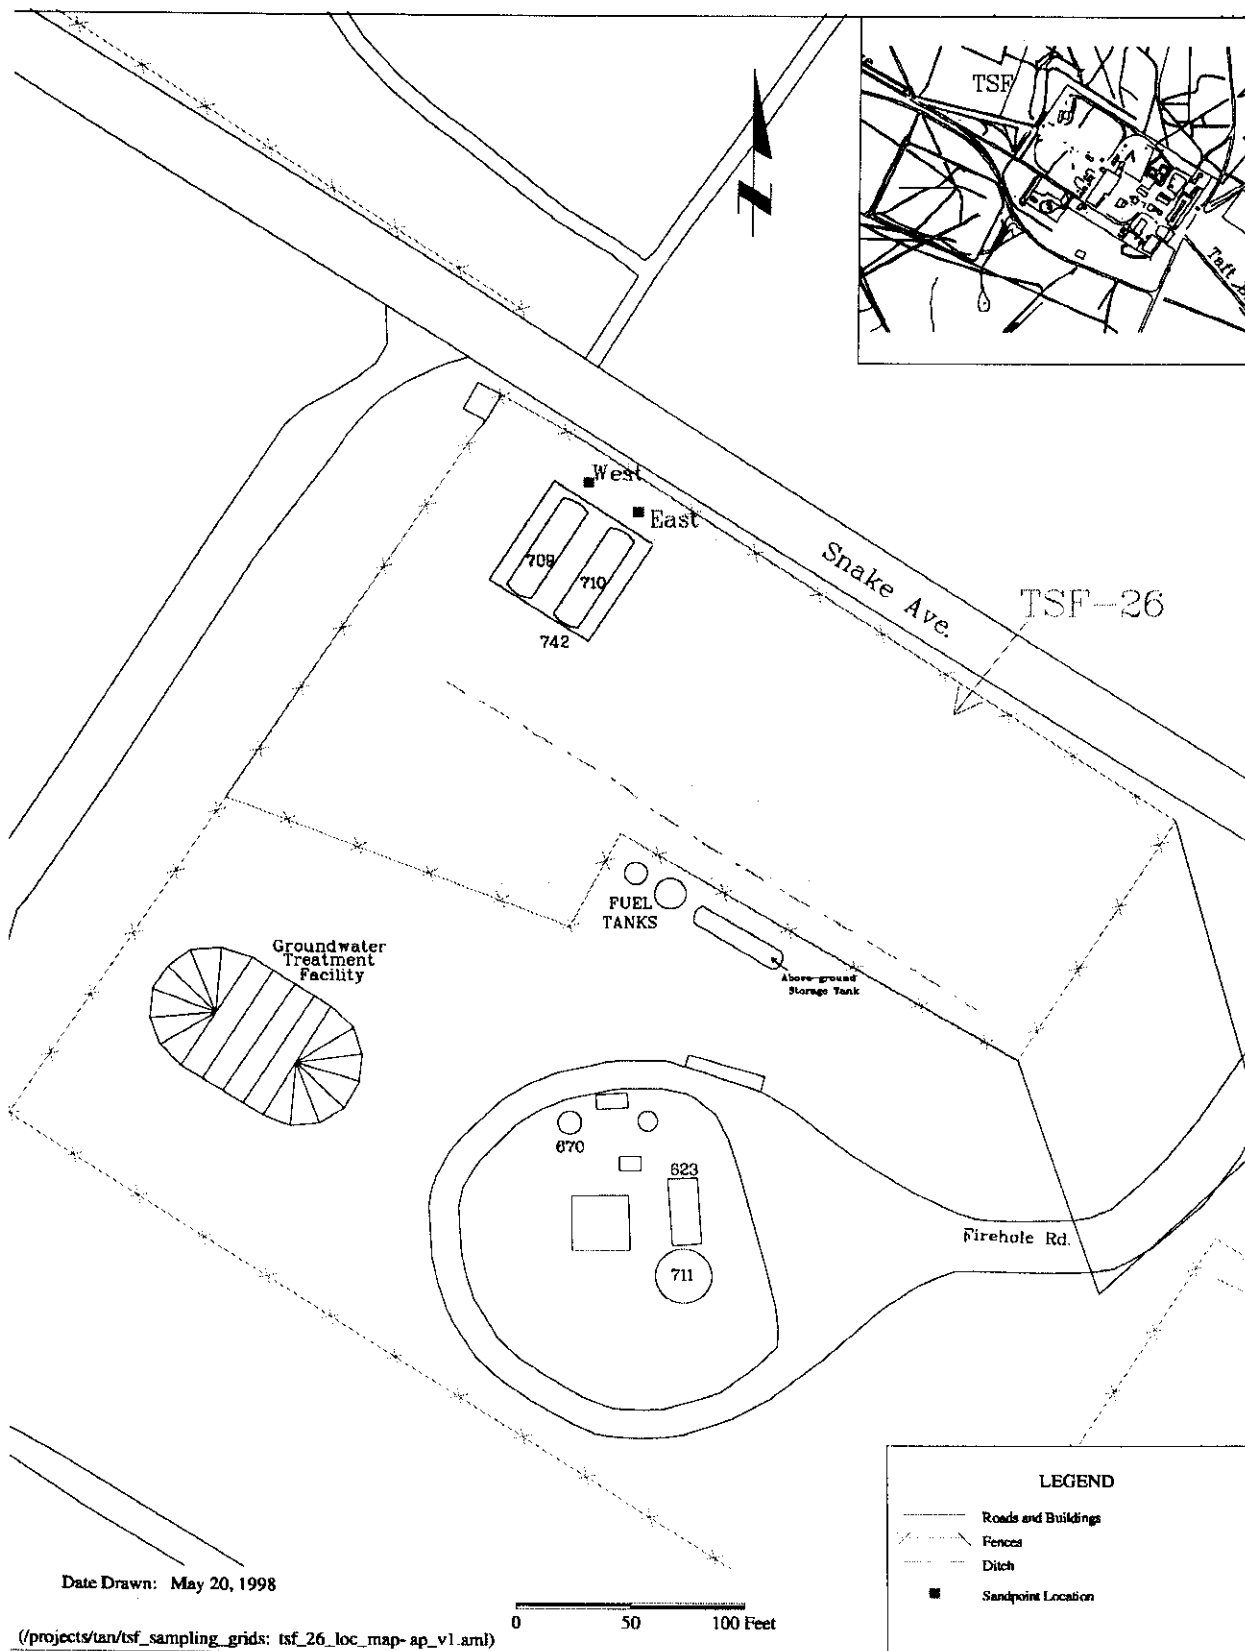 TSF
Taft
West
East
709
710
742
Snake Ave.
TSF-26
FUEL
TANKS
Groundwater
Treatment
Facility
Above-ground
Storage Tank
670
623
711
Firehole Rd.
LEGEND
Roads and Buildings
Fences
Ditch
Sandpoint Location
Date Drawn: May 20, 1998
0 50 100 Feet
(/projects/tan/tsf_sampling_grids: tsf_26_loc_map-ap_v1.aml)